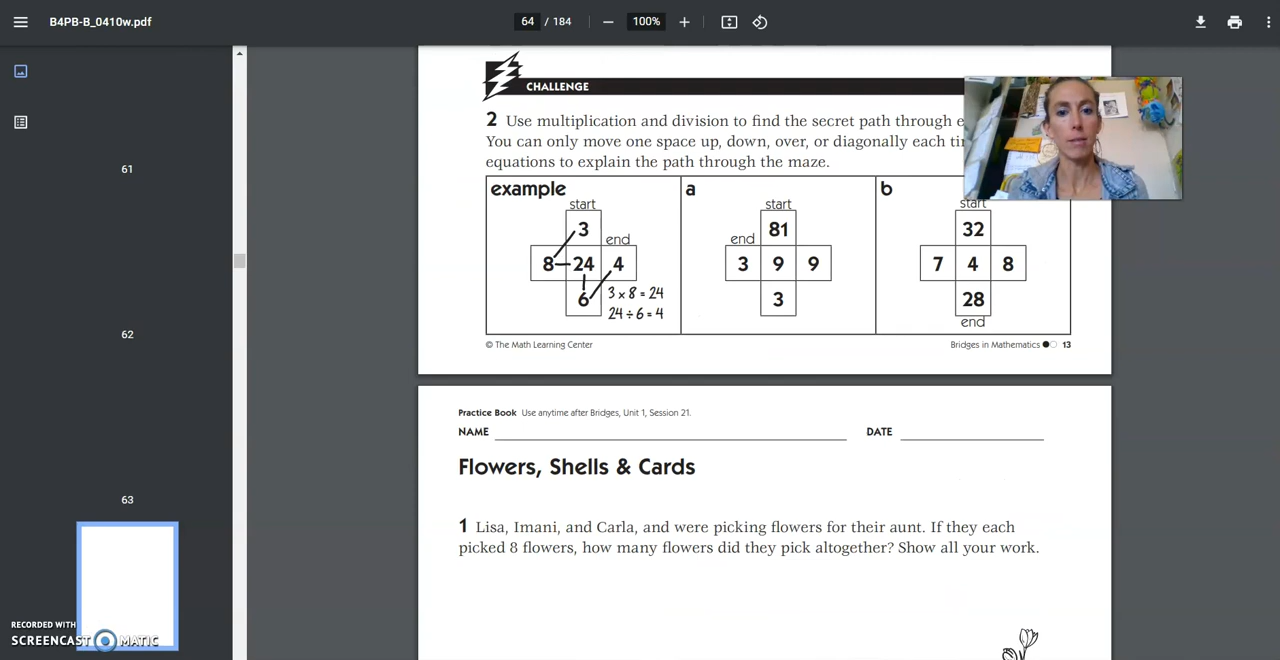 B4PB-B_0410w.pdf
64 / 184
100%
61
62
63
CHALLENGE
2 Use multiplication and division to find the secret path through
You can only move one space up, down, over, or diagonally each
equations to explain the path through the maze.
example
start
3
end
8 24 4
6
3 x 8 = 24
24 ÷ 6 = 4
a
start
81
end
3 9 9
3
b
start
32
7 4 8
28
end
© The Math Learning Center
Bridges in Mathematics 13
Practice Book Use anytime after Bridges, Unit 1, Session 21.
NAME
DATE
Flowers, Shells & Cards
1 Lisa, Imani, and Carla, and were picking flowers for their aunt. If they each
picked 8 flowers, how many flowers did they pick altogether? Show all your work.
RECORDED WITH
SCREENCAST MATIC